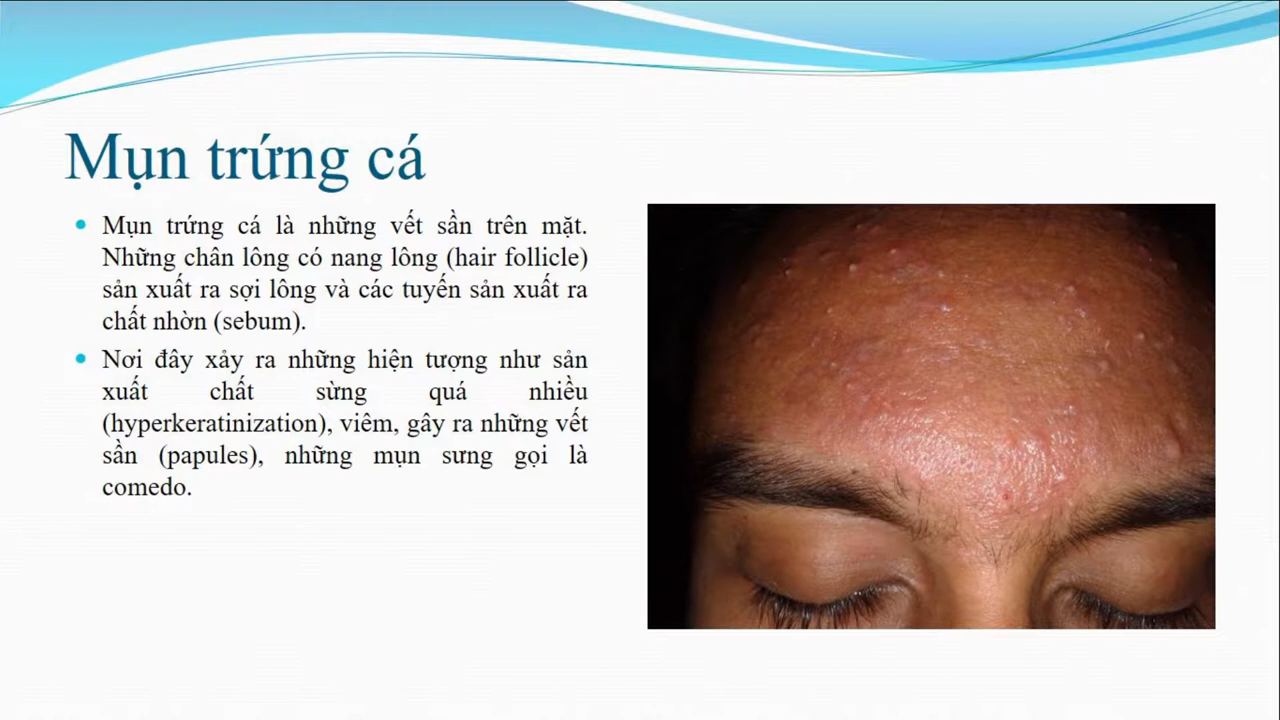 Mụn trứng cá
Mụn trứng cá là những vết sần trên mặt.
Những chân lông có nang lông (hair follicle)
sản xuất ra sợi lông và các tuyến sản xuất ra
chất nhờn (sebum).
Nơi đây xảy ra những hiện tượng như sản
xuất chất sừng quá nhiều
(hyperkeratinization), viêm, gây ra những vết
sần (papules), những mụn sưng gọi là
comedo.